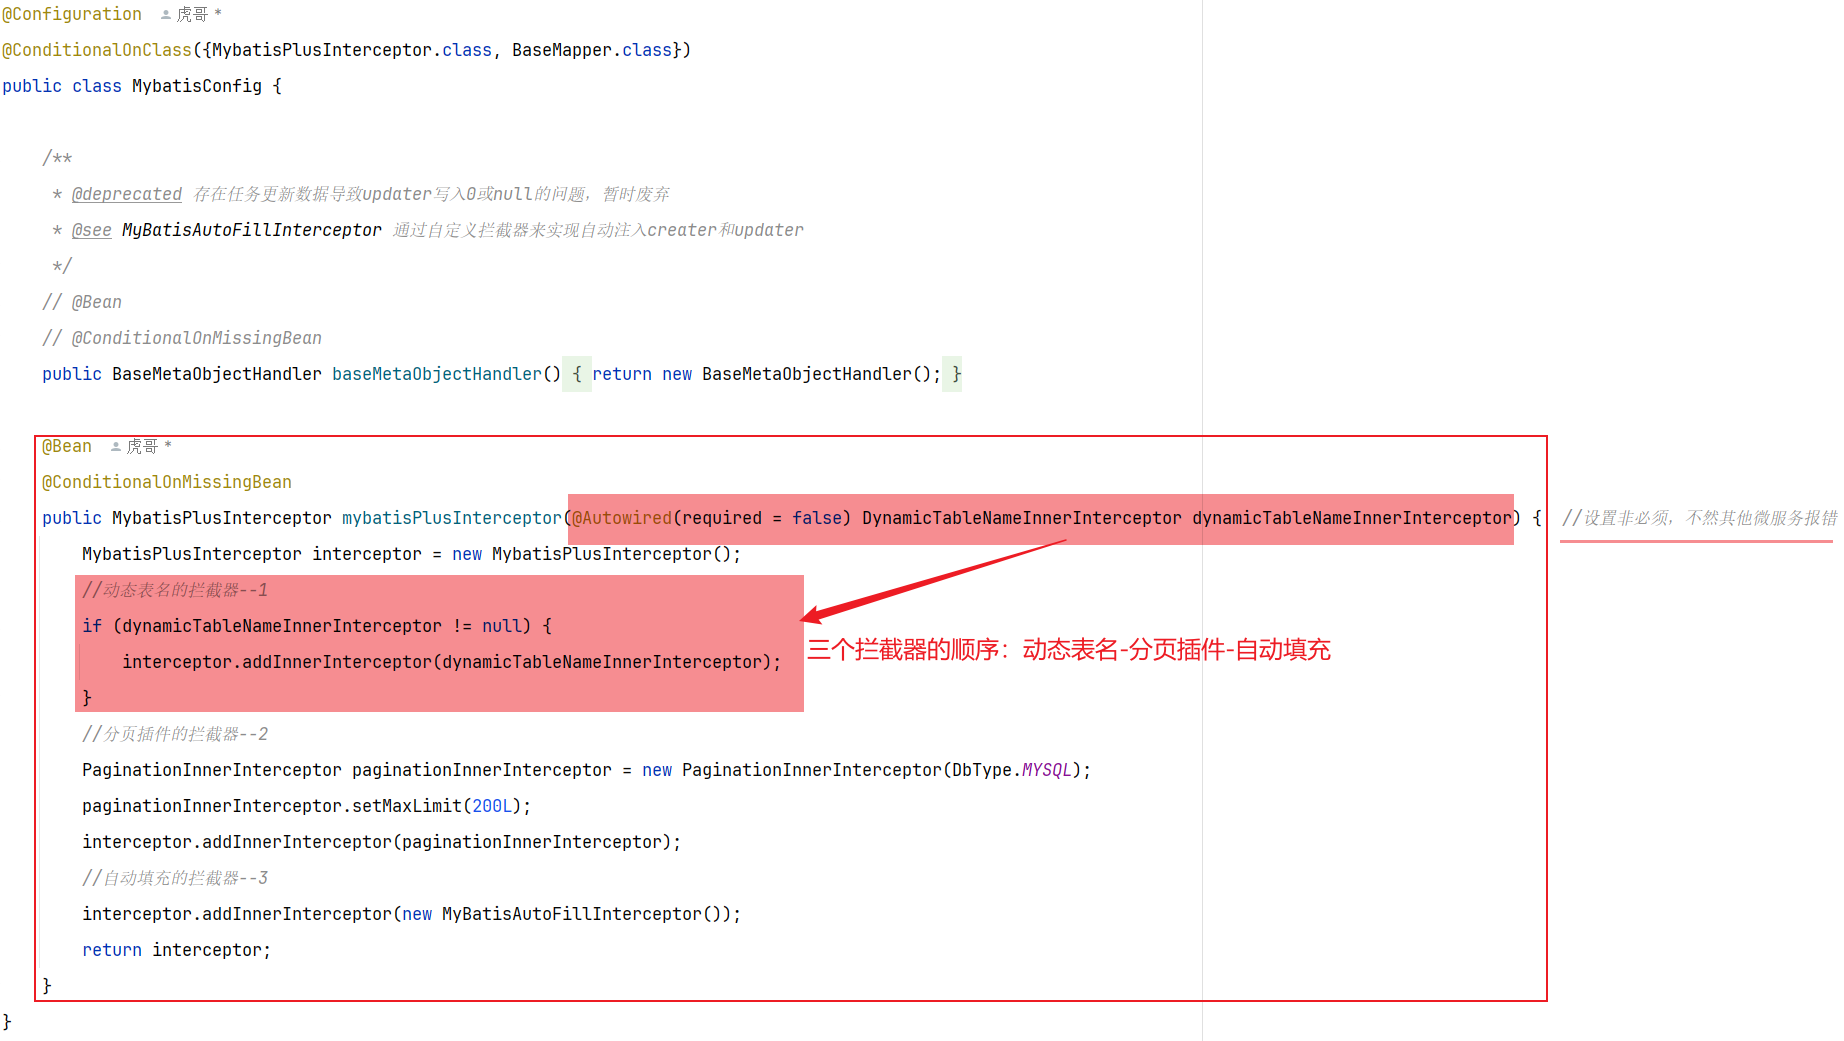 @Configuration 虎哥 *
@ConditionalOnClass({MybatisPlusInterceptor.class, BaseMapper.class})
public class MybatisConfig {
/**
* @deprecated 存在任务更新数据导致updater写入0或null的问题，暂时废弃
* @see MyBatisAutoFillInterceptor 通过自定义拦截器来实现自动注入creater和updater
*/
// @Bean
// @ConditionalOnMissingBean
public BaseMetaObjectHandler baseMetaObjectHandler() { return new BaseMetaObjectHandler(); }
@Bean 虎哥 *
@ConditionalOnMissingBean
public MybatisPlusInterceptor mybatisPlusInterceptor(@Autowired(required = false) DynamicTableNameInnerInterceptor dynamicTableNameInnerInterceptor) { //设置非必须，不然其他微服务报错
MybatisPlusInterceptor interceptor = new MybatisPlusInterceptor();
//动态表名的拦截器--1
if (dynamicTableNameInnerInterceptor != null) {
三个拦截器的顺序：动态表名-分页插件-自动填充
interceptor.addInnerInterceptor(dynamicTableNameInnerInterceptor);
}
//分页插件的拦截器--2
PaginationInnerInterceptor paginationInnerInterceptor = new PaginationInnerInterceptor(DbType.MYSQL);
paginationInnerInterceptor.setMaxLimit(200L);
interceptor.addInnerInterceptor(paginationInnerInterceptor);
//自动填充的拦截器--3
interceptor.addInnerInterceptor(new MyBatisAutoFillInterceptor());
return interceptor;
}
}